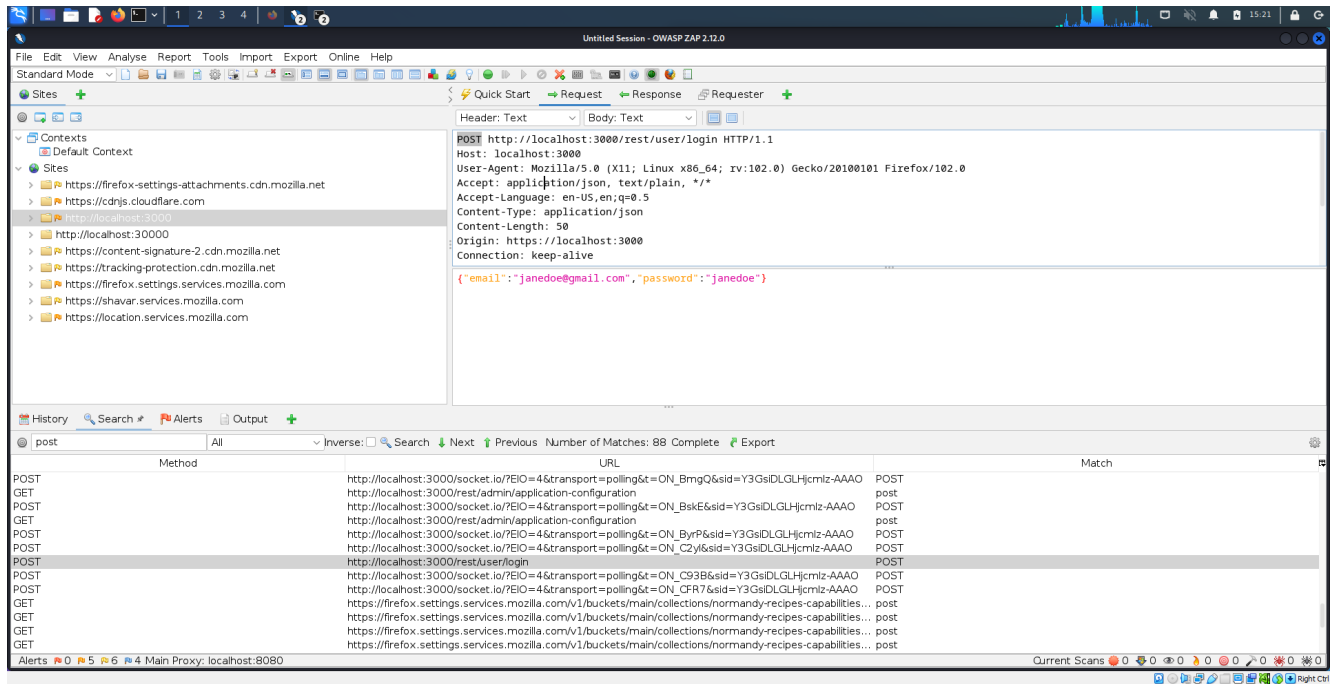 1 2 3 4 2 2 15:21
Untitled Session - OWASP ZAP 2.12.0
File Edit View Analyse Report Tools Import Export Online Help
Standard Mode
Sites
Quick Start Request Response Requester
Header: Text Body: Text
Contexts
Default Context
Sites
https://firefox-settings-attachments.cdn.mozilla.net
https://cdnjs.cloudflare.com
http://localhost:3000
http://localhost:30000
https://content-signature-2.cdn.mozilla.net
https://tracking-protection.cdn.mozilla.net
https://firefox.settings.services.mozilla.com
https://shavar.services.mozilla.com
https://location.services.mozilla.com
POST http://localhost:3000/rest/user/login HTTP/1.1
Host: localhost:3000
User-Agent: Mozilla/5.0 (X11; Linux x86_64; rv:102.0) Gecko/20100101 Firefox/102.0
Accept: application/json, text/plain, */*
Accept-Language: en-US,en;q=0.5
Content-Type: application/json
Content-Length: 50
Origin: https://localhost:3000
Connection: keep-alive
{"email":"janedoe@gmail.com","password":"janedoe"}
History Search Alerts Output
post All Inverse: Search Next Previous Number of Matches: 88 Complete Export
Method URL Match
POST http://localhost:3000/socket.io/?EIO=4&transport=polling&t=ON_BmgQ&sid=Y3GsiDLGLHjcmlz-AAAO POST
GET http://localhost:3000/rest/admin/application-configuration post
POST http://localhost:3000/socket.io/?EIO=4&transport=polling&t=ON_BskE&sid=Y3GsiDLGLHjcmlz-AAAO POST
GET http://localhost:3000/rest/admin/application-configuration post
POST http://localhost:3000/socket.io/?EIO=4&transport=polling&t=ON_ByrP&sid=Y3GsiDLGLHjcmlz-AAAO POST
POST http://localhost:3000/socket.io/?EIO=4&transport=polling&t=ON_C2yl&sid=Y3GsiDLGLHjcmlz-AAAO POST
POST http://localhost:3000/rest/user/login POST
POST http://localhost:3000/socket.io/?EIO=4&transport=polling&t=ON_C93B&sid=Y3GsiDLGLHjcmlz-AAAO POST
POST http://localhost:3000/socket.io/?EIO=4&transport=polling&t=ON_CFR7&sid=Y3GsiDLGLHjcmlz-AAAO POST
GET https://firefox.settings.services.mozilla.com/v1/buckets/main/collections/normandy-recipes-capabilities... post
GET https://firefox.settings.services.mozilla.com/v1/buckets/main/collections/normandy-recipes-capabilities... post
GET https://firefox.settings.services.mozilla.com/v1/buckets/main/collections/normandy-recipes-capabilities... post
GET https://firefox.settings.services.mozilla.com/v1/buckets/main/collections/normandy-recipes-capabilities... post
Alerts 0 5 6 4 Main Proxy: localhost:8080 Current Scans 0 0 0 0 0 0 0 0
Right Ctrl